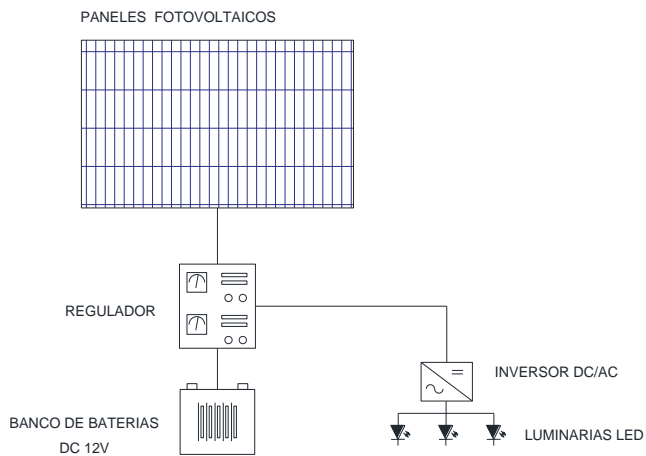 PANELES FOTOVOLTAICOS
REGULADOR
INVERSOR DC/AC
BANCO DE BATERIAS
DC 12V
LUMINARIAS LED